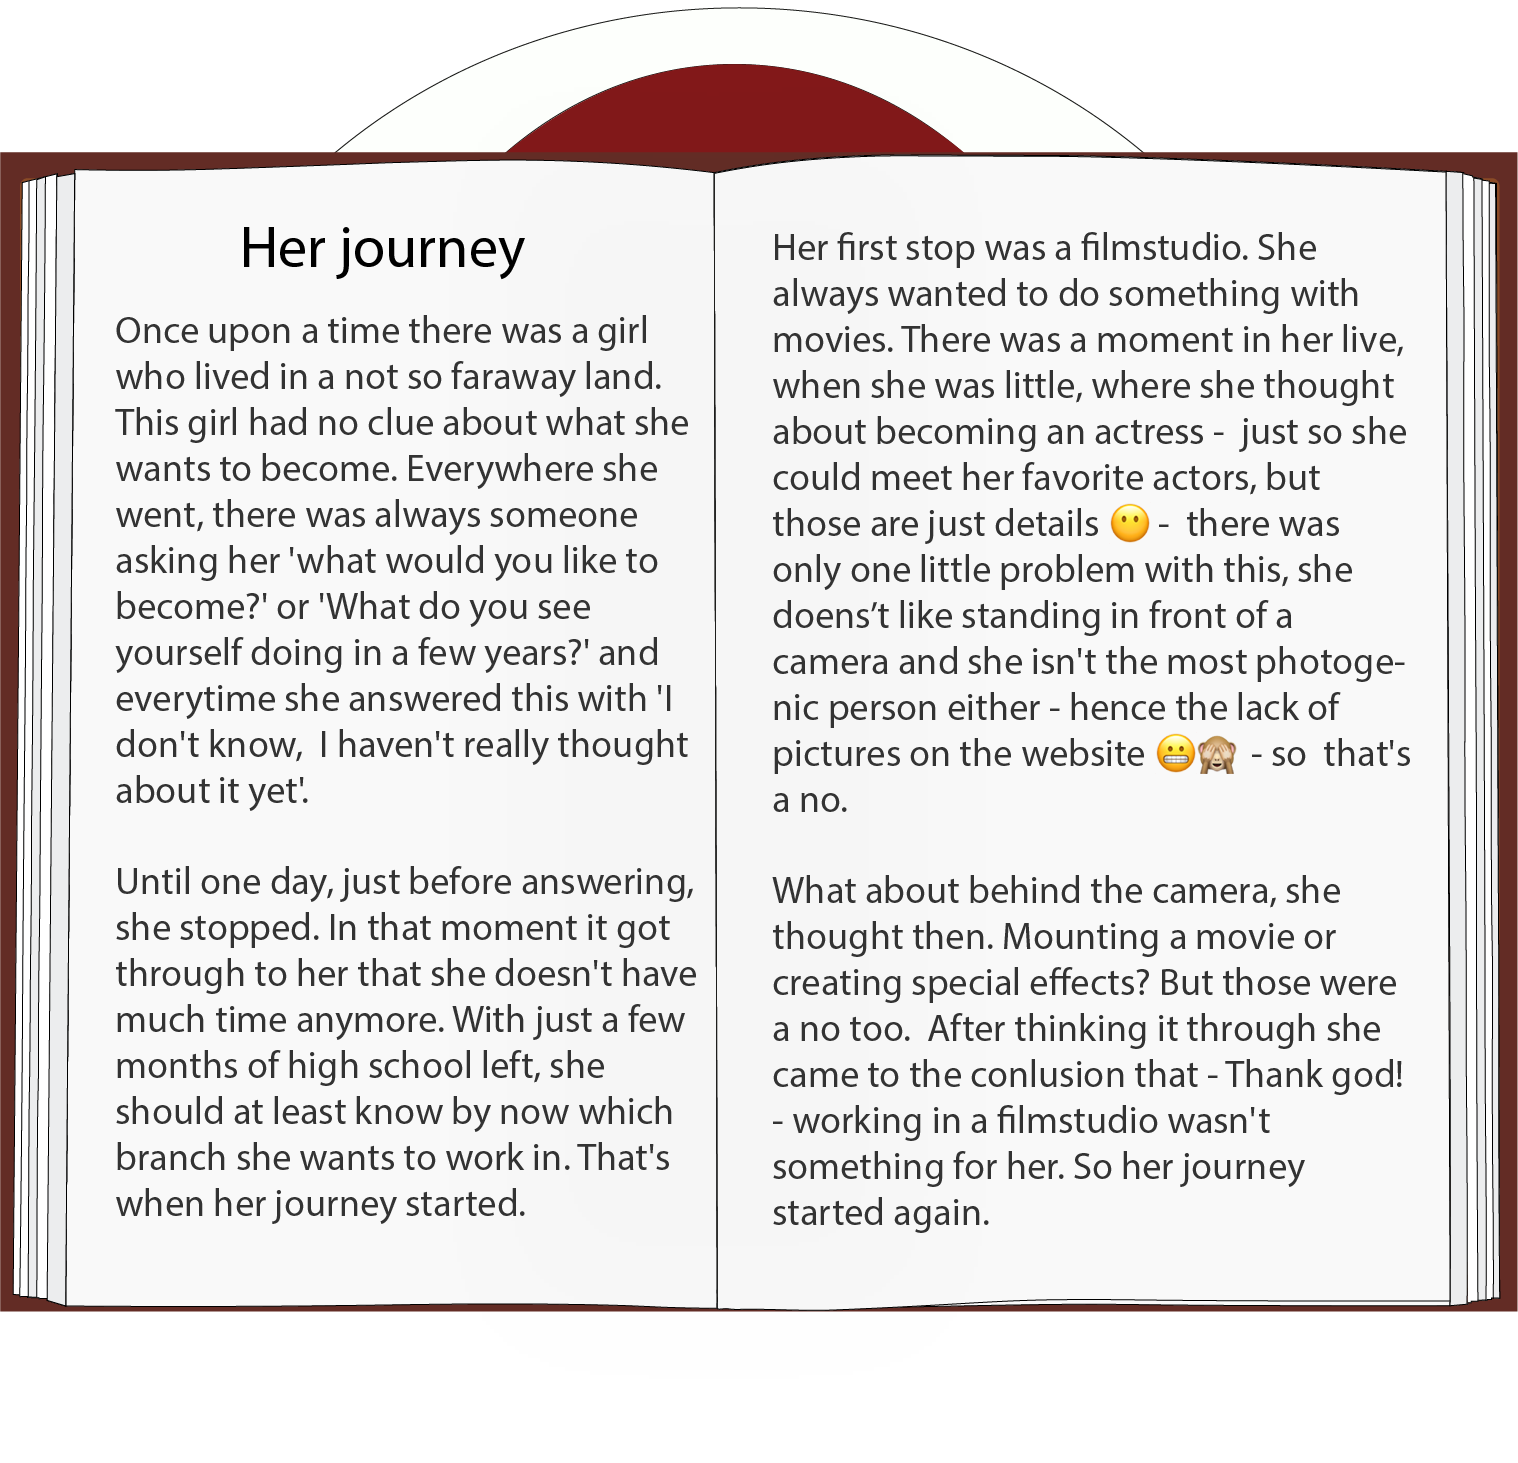 Her journey
Once upon a time there was a girl
who lived in a not so faraway land.
This girl had no clue about what she
wants to become. Everywhere she
went, there was always someone
asking her 'what would you like to
become?' or 'What do you see
yourself doing in a few years?' and
everytime she answered this with 'I
don't know,  I haven't really thought
about it yet'.
Until one day, just before answering,
she stopped. In that moment it got
through to her that she doesn't have
much time anymore. With just a few
months of high school left, she
should at least know by now which
branch she wants to work in. That's
when her journey started.
Her first stop was a filmstudio. She
always wanted to do something with
movies. There was a moment in her live,
when she was little, where she thought
about becoming an actress -  just so she
could meet her favorite actors, but
those are just details 😶 -  there was
only one little problem with this, she
doens’t like standing in front of a
camera and she isn't the most photoge-
nic person either - hence the lack of
pictures on the website 😬🙈 - so  that's
a no.
What about behind the camera, she
thought then. Mounting a movie or
creating special effects? But those were
a no too.  After thinking it through she
came to the conlusion that - Thank god!
- working in a filmstudio wasn't
something for her. So her journey
started again.